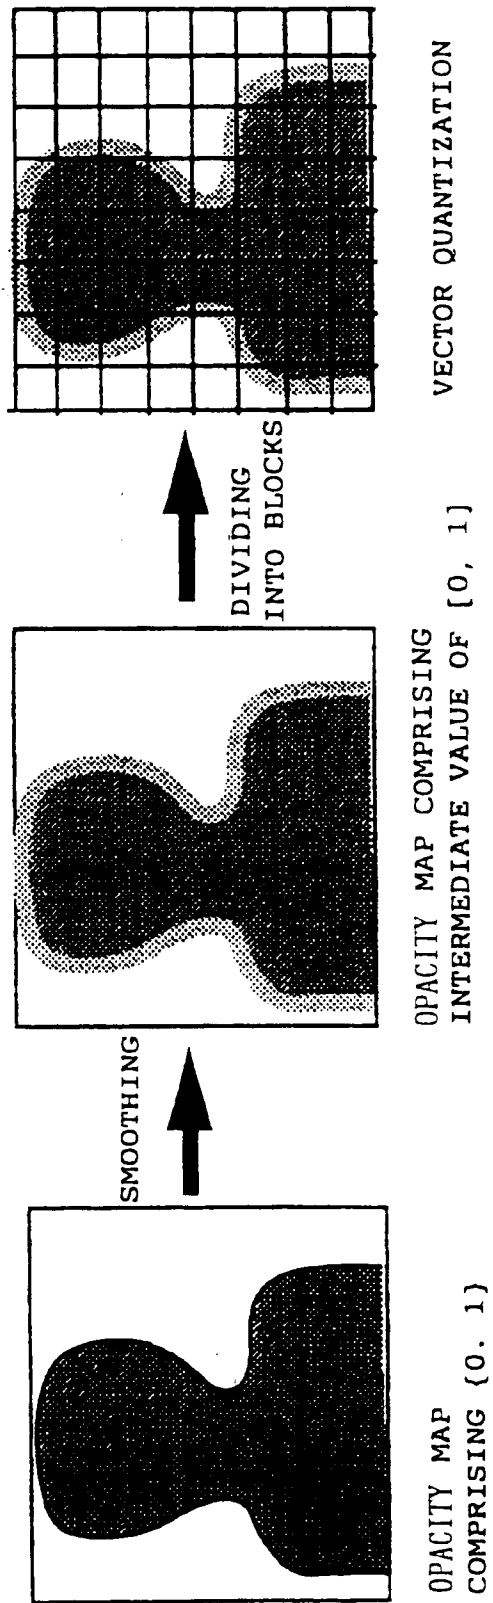 OPACITY MAP
COMPRISING {0. 1}
SMOOTHING
OPACITY MAP COMPRISING
INTERMEDIATE VALUE OF [0, 1]
DIVIDING
INTO BLOCKS
VECTOR QUANTIZATION